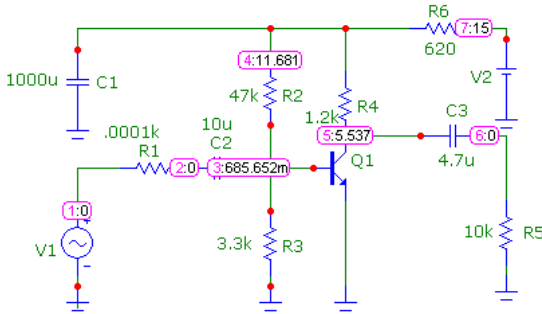 R6
7:15
620
V2
4:11.681
1000u
C1
47k
R2
R4
1.2k
C3
10u
.0001k
C2
R1
5:5.537
6:0
Q1
4.7u
2:0
3:685.652m
1:0
V1
3.3k
R3
10k
R5